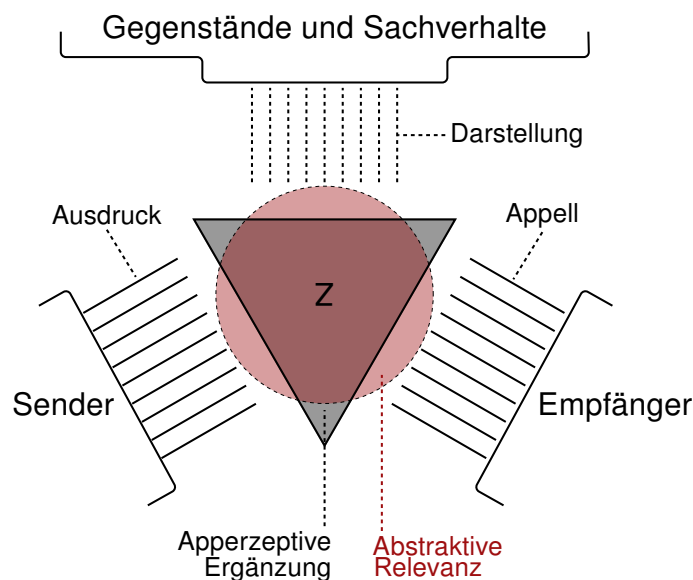 Gegenstände und Sachverhalte
Darstellung
Ausdruck
Appell
Z
Sender
Empfänger
Apperzeptive
Ergänzung
Abstraktive
Relevanz